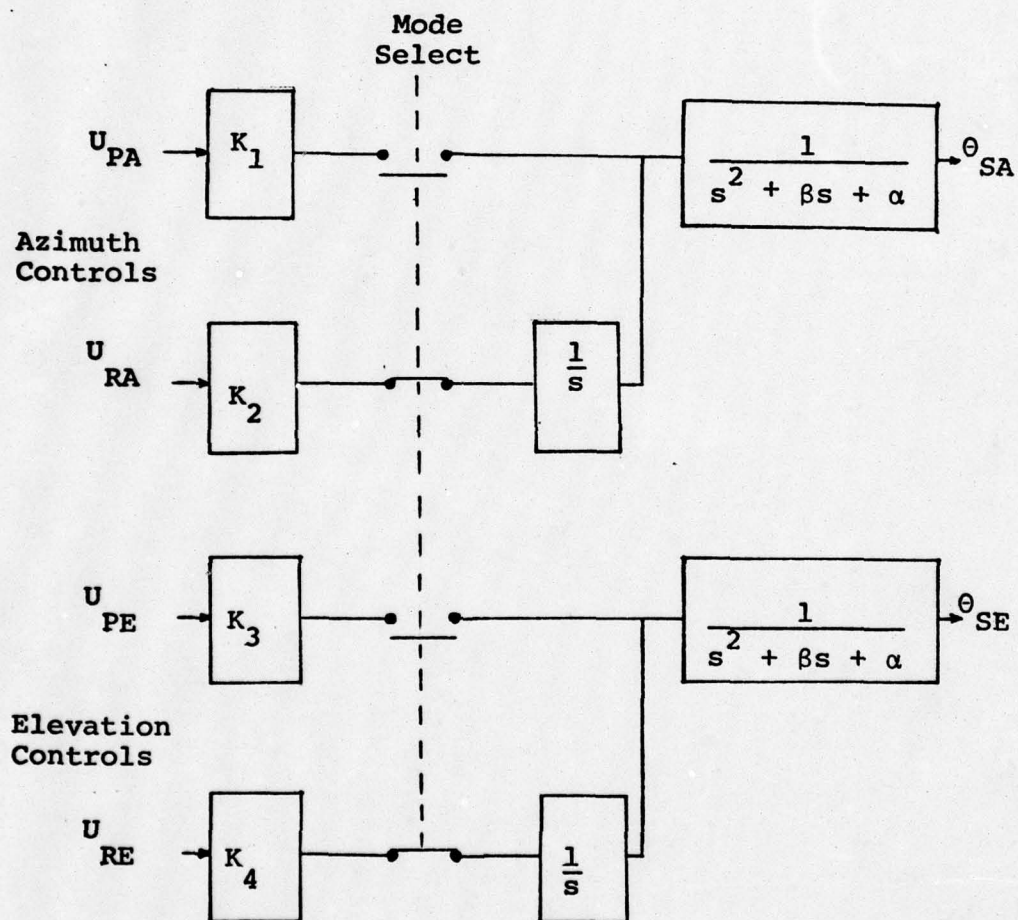 Mode
Select
U_PA
K_1
1
s^2 + βs + α
θ_SA
Azimuth
Controls
U_RA
K_2
1
s
U_PE
K_3
1
s^2 + βs + α
θ_SE
Elevation
Controls
U_RE
K_4
1
s